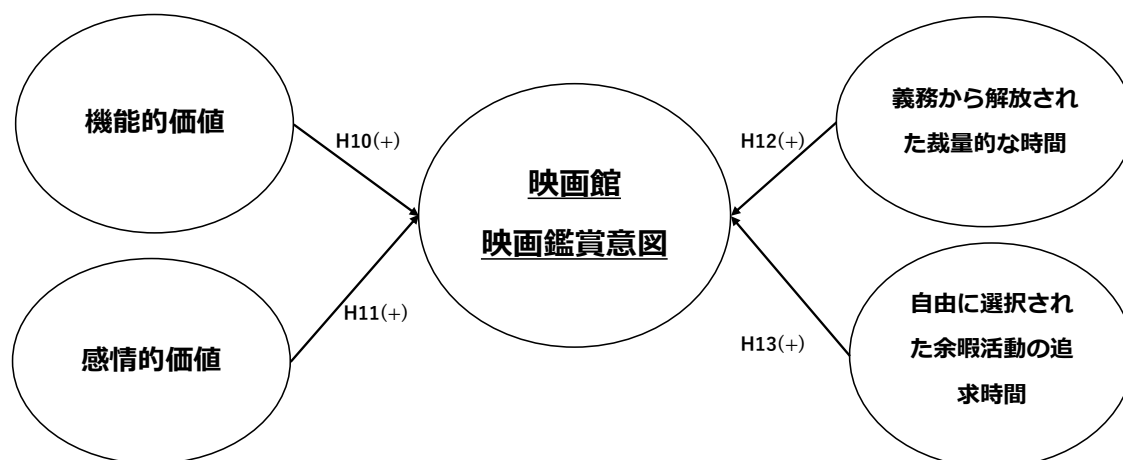 機能的価値
H10(+)
感情的価値
H11(+)
映画館
映画鑑賞意図
義務から解放され
た裁量的な時間
H12(+)
自由に選択され
た余暇活動の追
求時間
H13(+)